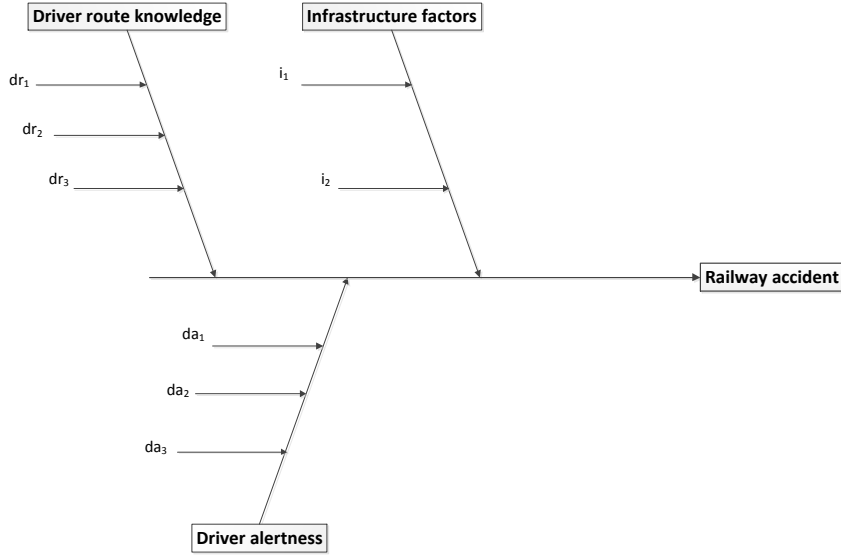 Driver route knowledge
Infrastructure factors
dr₁
i₁
dr₂
dr₃
i₂
Railway accident
da₁
da₂
da₃
Driver alertness